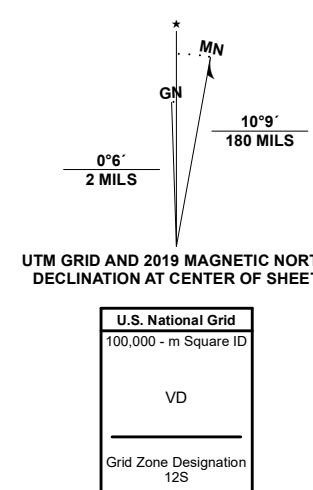 ★
MN
GN
10°9´
180 MILS
0°6´
2 MILS
UTM GRID AND 2019 MAGNETIC NORT
DECLINATION AT CENTER OF SHEET
U.S. National Grid
100,000 - m Square ID
VD
Grid Zone Designation
12S